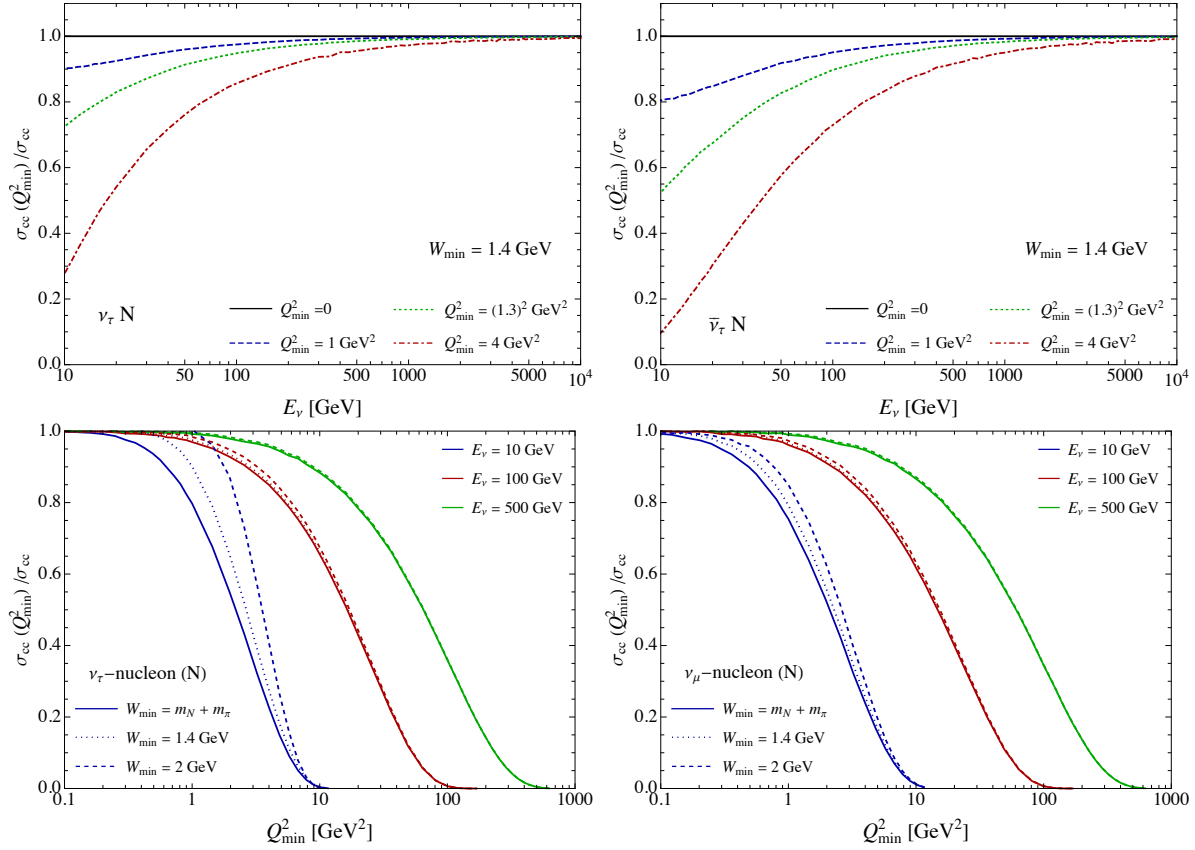 1.0
0.8
0.6
0.4
0.2
0.0
σcc (Q²min) /σcc
Wmin = 1.4 GeV
ντ N
Q²min =0
Q²min = (1.3)² GeV²
Q²min = 1 GeV²
Q²min = 4 GeV²
10 50 100 500 1000 5000 10⁴
Eν [GeV]
1.0
0.8
0.6
0.4
0.2
0.0
σcc (Q²min) /σcc
Wmin = 1.4 GeV
ν̄τ N
Q²min =0
Q²min = (1.3)² GeV²
Q²min = 1 GeV²
Q²min = 4 GeV²
10 50 100 500 1000 5000 10⁴
Eν [GeV]
1.0
0.8
0.6
0.4
0.2
0.0
σcc (Q²min) /σcc
Eν = 10 GeV
Eν = 100 GeV
Eν = 500 GeV
ντ−nucleon (N)
Wmin = mN + mπ
Wmin = 1.4 GeV
Wmin = 2 GeV
0.1 1 10 100 1000
Q²min [GeV²]
1.0
0.8
0.6
0.4
0.2
0.0
σcc (Q²min) /σcc
Eν = 10 GeV
Eν = 100 GeV
Eν = 500 GeV
νμ−nucleon (N)
Wmin = mN + mπ
Wmin = 1.4 GeV
Wmin = 2 GeV
0.1 1 10 100 1000
Q²min [GeV²]